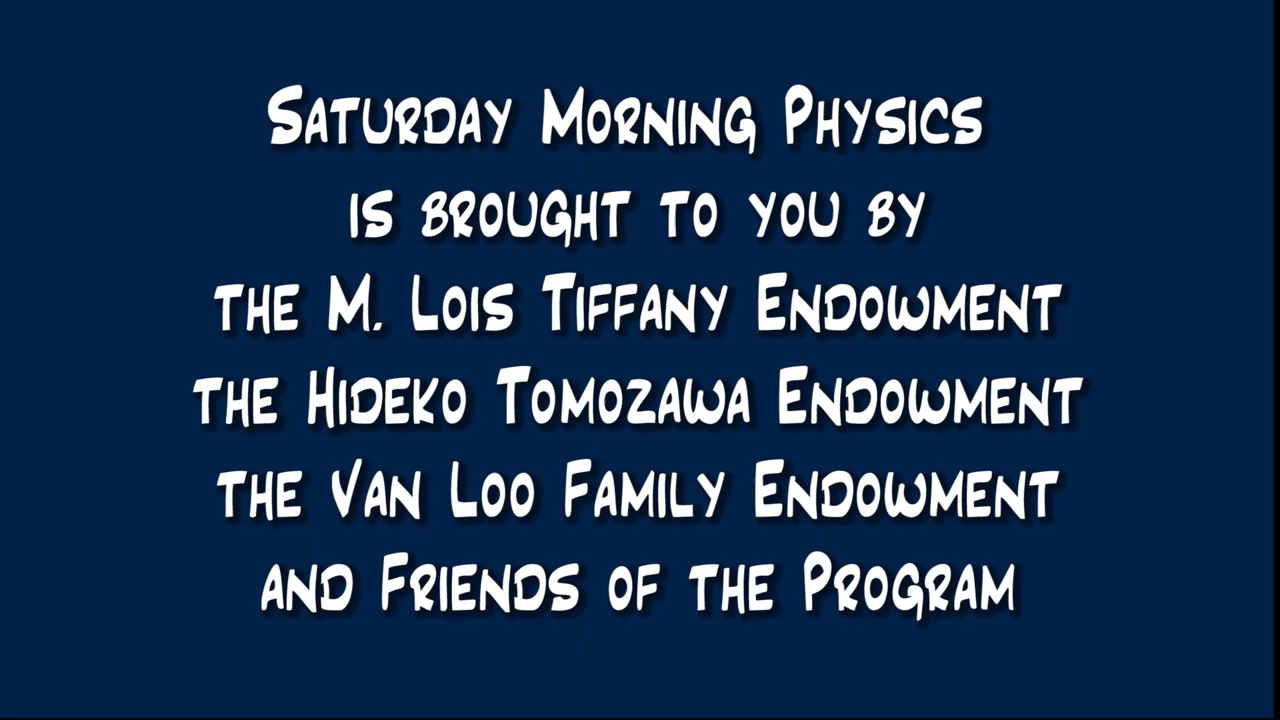 Saturday Morning Physics
is brought to you by
the M. Lois Tiffany Endowment
the Hideko Tomozawa Endowment
the Van Loo Family Endowment
and Friends of the Program